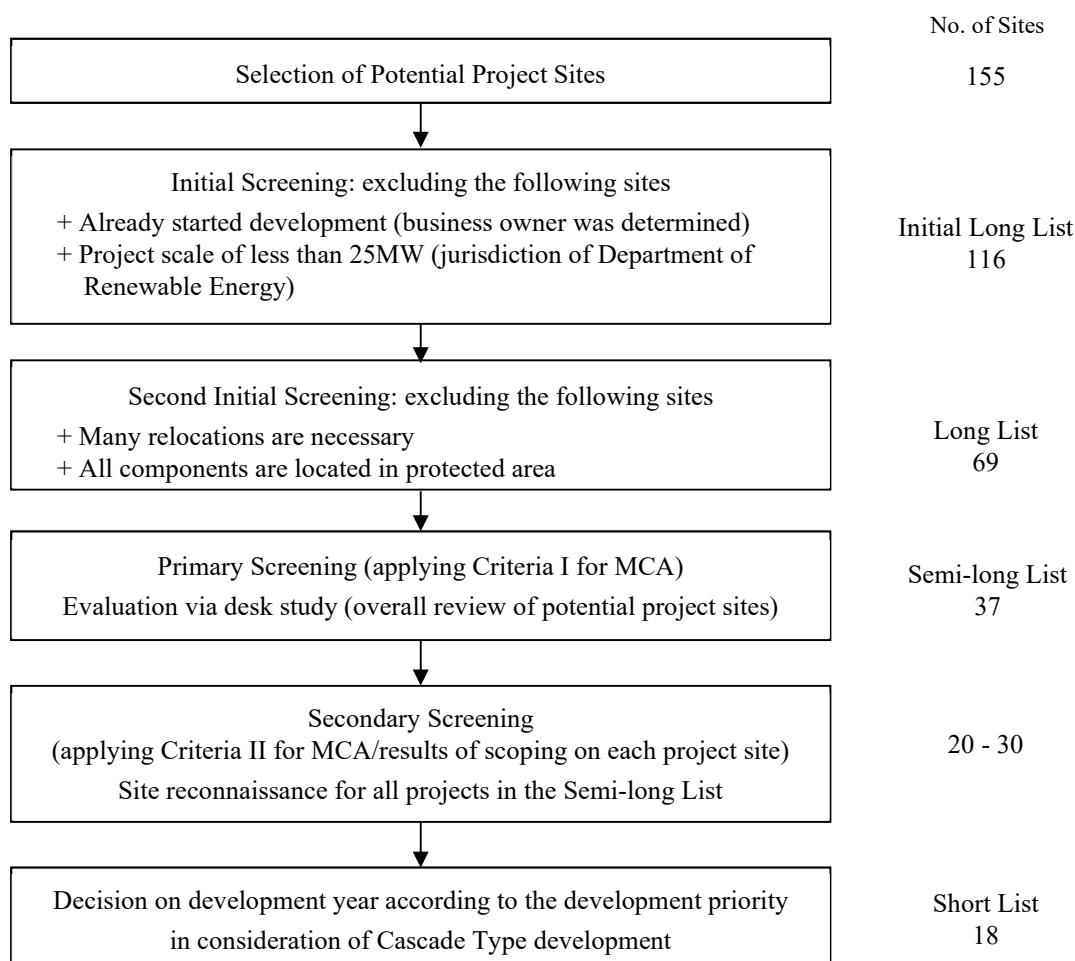 No. of Sites
Selection of Potential Project Sites
155
Initial Screening: excluding the following sites
+ Already started development (business owner was determined)
+ Project scale of less than 25MW (jurisdiction of Department of
Renewable Energy)
Initial Long List
116
Second Initial Screening: excluding the following sites
+ Many relocations are necessary
+ All components are located in protected area
Long List
69
Primary Screening (applying Criteria I for MCA)
Evaluation via desk study (overall review of potential project sites)
Semi-long List
37
Secondary Screening
(applying Criteria II for MCA/results of scoping on each project site)
Site reconnaissance for all projects in the Semi-long List
20 - 30
Decision on development year according to the development priority
in consideration of Cascade Type development
Short List
18